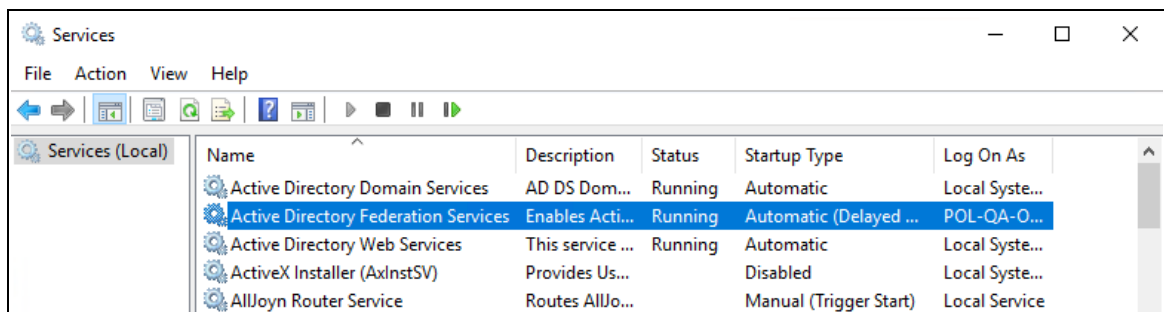 Services
File Action View Help
Services (Local)
Name Description Status Startup Type Log On As
Active Directory Domain Services AD DS Dom... Running Automatic Local Syste...
Active Directory Federation Services Enables Acti... Running Automatic (Delayed ... POL-QA-O...
Active Directory Web Services This service ... Running Automatic Local Syste...
ActiveX Installer (AxInstSV) Provides Us... Disabled Local Syste...
AllJoyn Router Service Routes AllJo... Manual (Trigger Start) Local Service